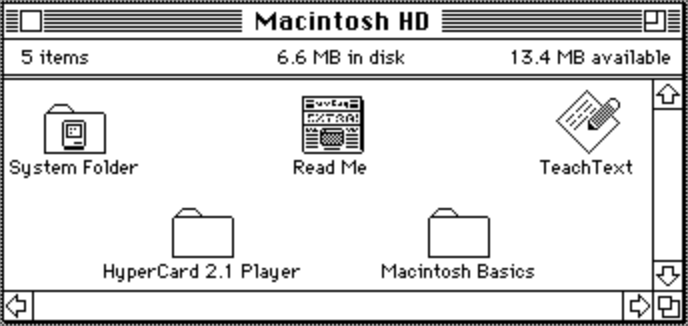 Macintosh HD
5 items 6.6 MB in disk 13.4 MB available
EXTRA!
System Folder Read Me TeachText
HyperCard 2.1 Player Macintosh Basics